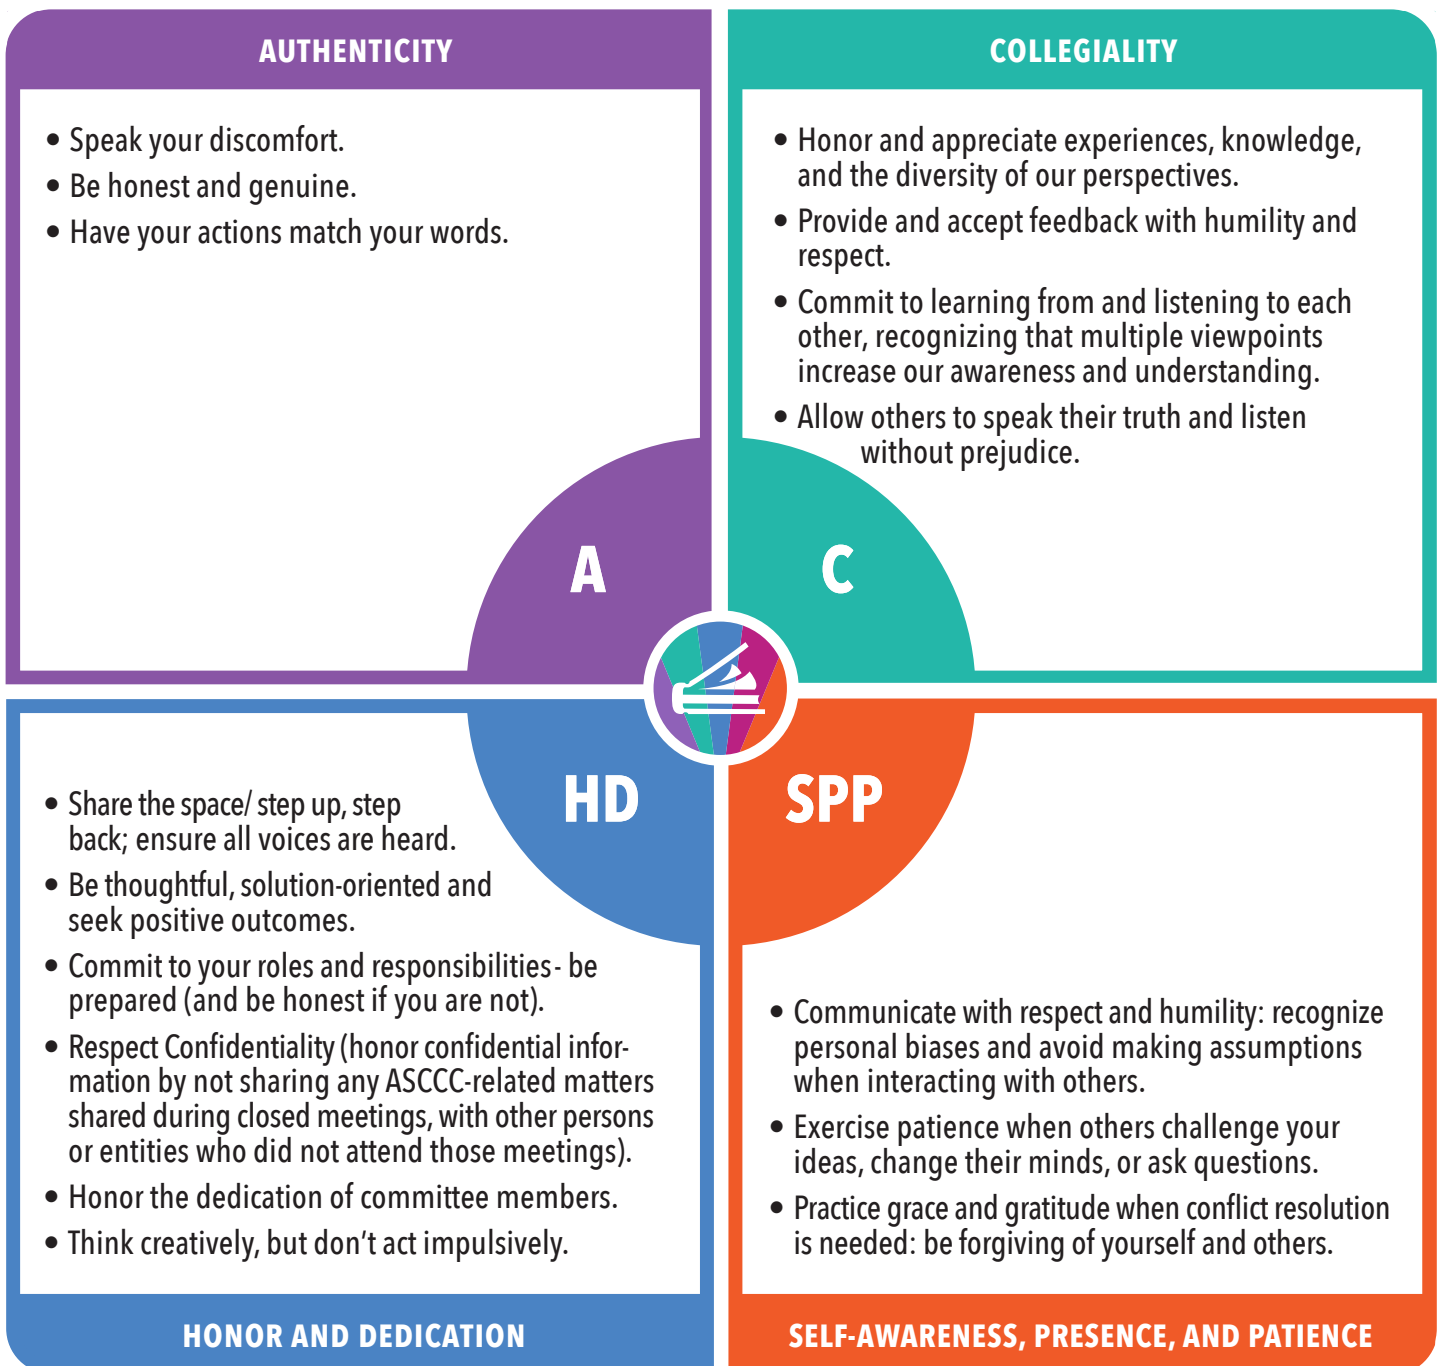 AUTHENTICITY
• Speak your discomfort.
• Be honest and genuine.
• Have your actions match your words.
A
COLLEGIALITY
• Honor and appreciate experiences, knowledge,
and the diversity of our perspectives.
• Provide and accept feedback with humility and
respect.
• Commit to learning from and listening to each
other, recognizing that multiple viewpoints
increase our awareness and understanding.
• Allow others to speak their truth and listen
without prejudice.
C
HD
• Share the space/ step up, step
back; ensure all voices are heard.
• Be thoughtful, solution-oriented and
seek positive outcomes.
• Commit to your roles and responsibilities- be
prepared (and be honest if you are not).
• Respect Confidentiality (honor confidential infor-
mation by not sharing any ASCCC-related matters
shared during closed meetings, with other persons
or entities who did not attend those meetings).
• Honor the dedication of committee members.
• Think creatively, but don't act impulsively.
HONOR AND DEDICATION
SPP
• Communicate with respect and humility: recognize
personal biases and avoid making assumptions
when interacting with others.
• Exercise patience when others challenge your
ideas, change their minds, or ask questions.
• Practice grace and gratitude when conflict resolution
is needed: be forgiving of yourself and others.
SELF-AWARENESS, PRESENCE, AND PATIENCE